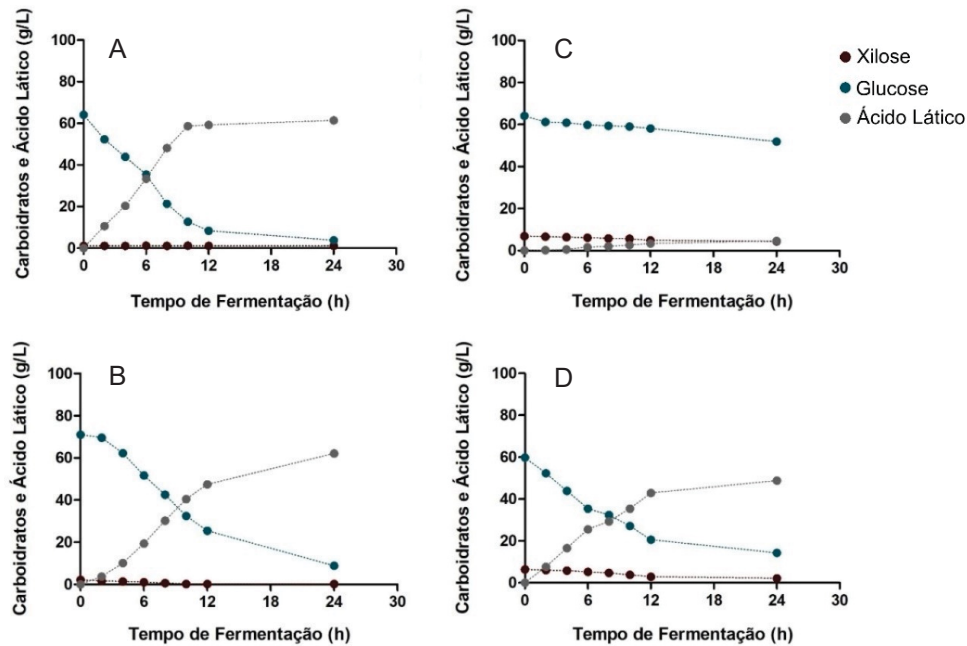 A
Carboidratos e Ácido Lático (g/L)
100
80
60
40
20
0
0 6 12 18 24 30
Tempo de Fermentação (h)
C
Carboidratos e Ácido Lático (g/L)
100
80
60
40
20
0
0 6 12 18 24 30
Tempo de Fermentação (h)
Xilose
Glucose
Ácido Lático
B
Carboidratos e Ácido Lático (g/L)
100
80
60
40
20
0
0 6 12 18 24 30
Tempo de Fermentação (h)
D
Carboidratos e Ácido Lático (g/L)
100
80
60
40
20
0
0 6 12 18 24 30
Tempo de Fermentação (h)